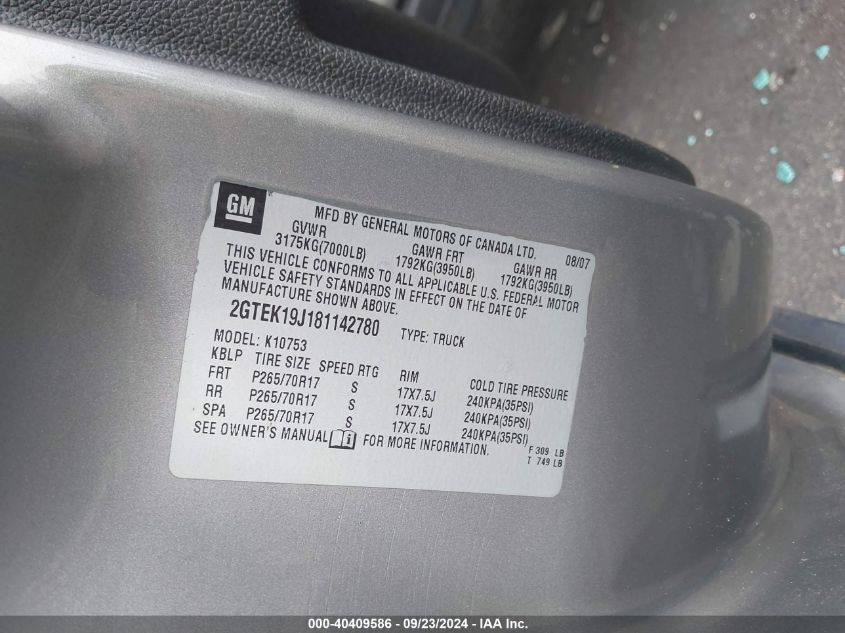 GM
MFD BY GENERAL MOTORS OF CANADA LTD.
08/07
GVWR GAWR FRT GAWR RR
3175KG(7000LB) 1792KG(3950LB) 1792KG(3950LB)
THIS VEHICLE CONFORMS TO ALL APPLICABLE U.S. FEDERAL MOTOR
VEHICLE SAFETY STANDARDS IN EFFECT ON THE DATE OF
MANUFACTURE SHOWN ABOVE.
2GTEK19J181142780 TYPE: TRUCK
MODEL: K10753
KBLP TIRE SIZE SPEED RTG RIM COLD TIRE PRESSURE
FRT P265/70R17 S 17X7.5J 240KPA(35PSI)
RR P265/70R17 S 17X7.5J 240KPA(35PSI)
SPA P265/70R17 S 17X7.5J 240KPA(35PSI)
SEE OWNER'S MANUAL i FOR MORE INFORMATION.
F 309 LB
T 749 LB
000-40409586 - 09/23/2024 - IAA Inc.